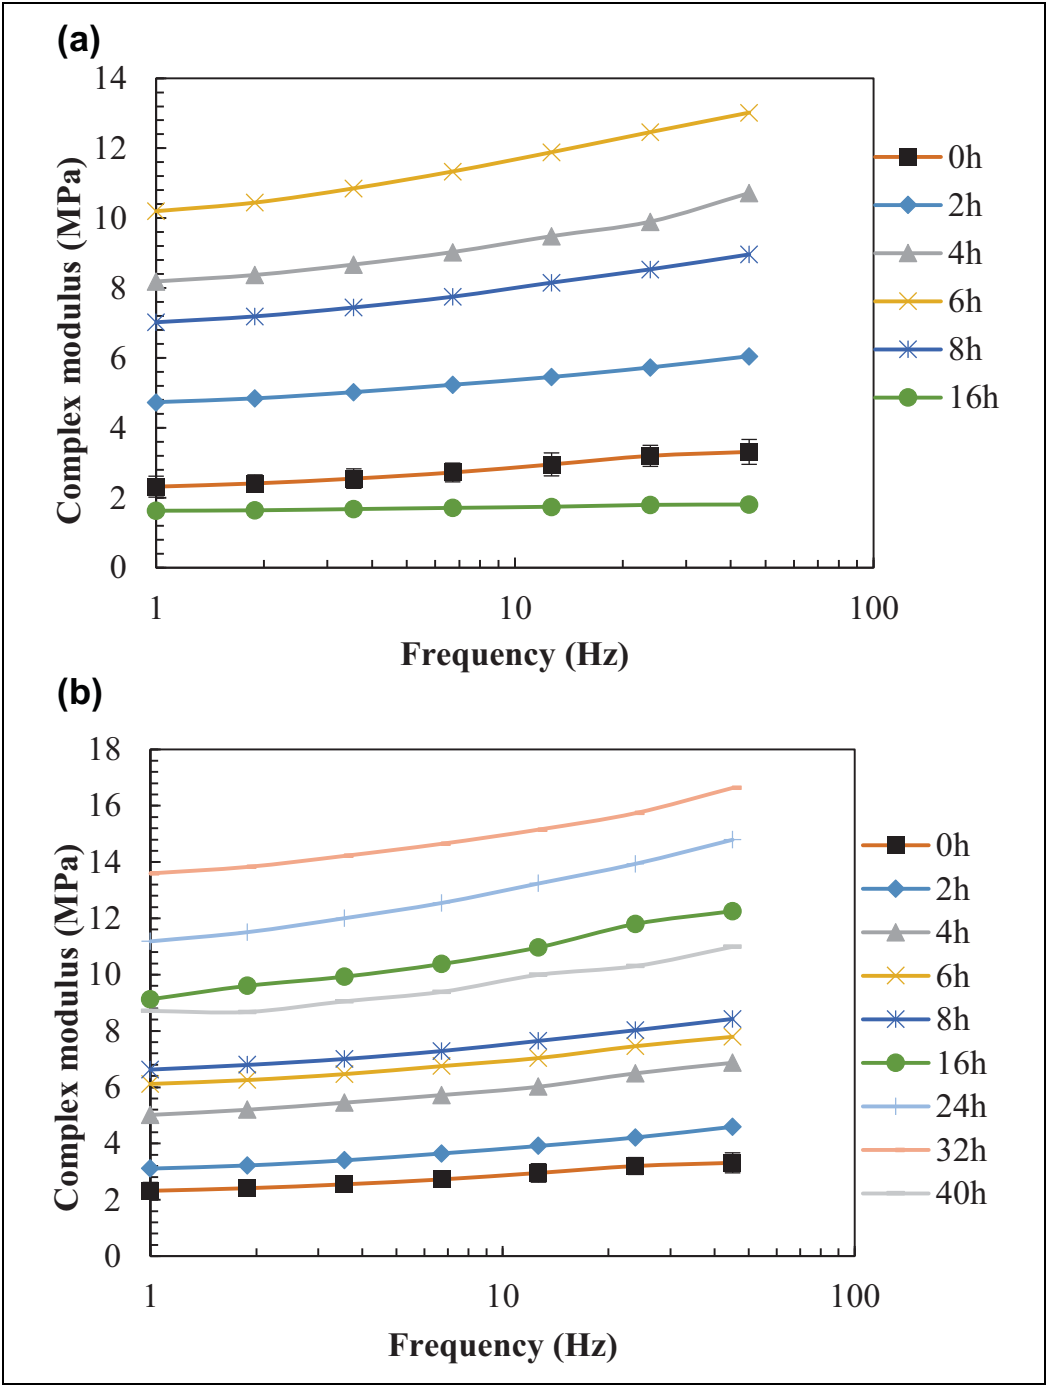 (a)
14
12
10
8
6
4
2
0
Complex modulus (MPa)
1 10 100
Frequency (Hz)
0h
2h
4h
6h
8h
16h
(b)
18
16
14
12
10
8
6
4
2
0
Complex modulus (MPa)
1 10 100
Frequency (Hz)
0h
2h
4h
6h
8h
16h
24h
32h
40h